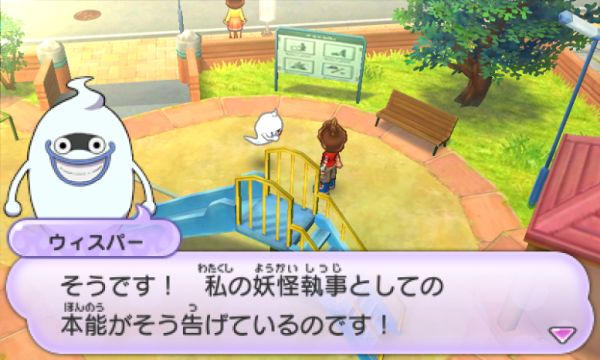 ウィスパー
そうです！　私の妖怪執事としての
本能がそう告げているのです！
わたくし　ようかい しつじ
ほんのう　つ